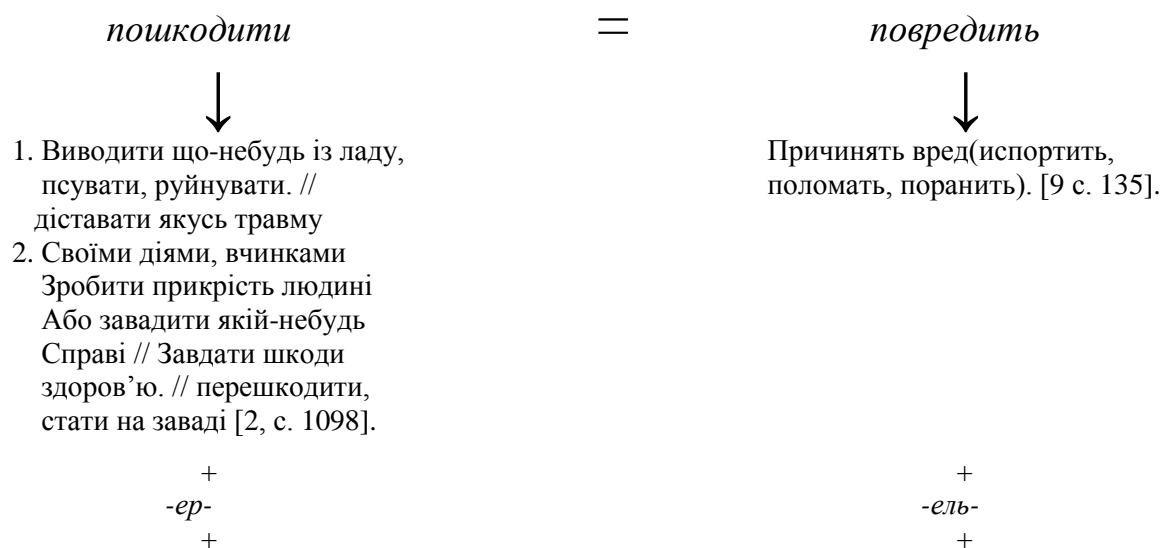 пошкодити = повредить
↓ ↓
1. Виводити що-небудь із ладу,
псувати, руйнувати. //
діставати якусь травму
2. Своїми діями, вчинками
Зробити прикрість людині
Або завадити якій-небудь
Справі // Завдати шкоди
здоров’ю. // перешкодити,
стати на заваді [2, с. 1098].
Причинять вред(испортить,
поломать, поранить). [9 с. 135].
+ +
-ер- -ель-
+ +